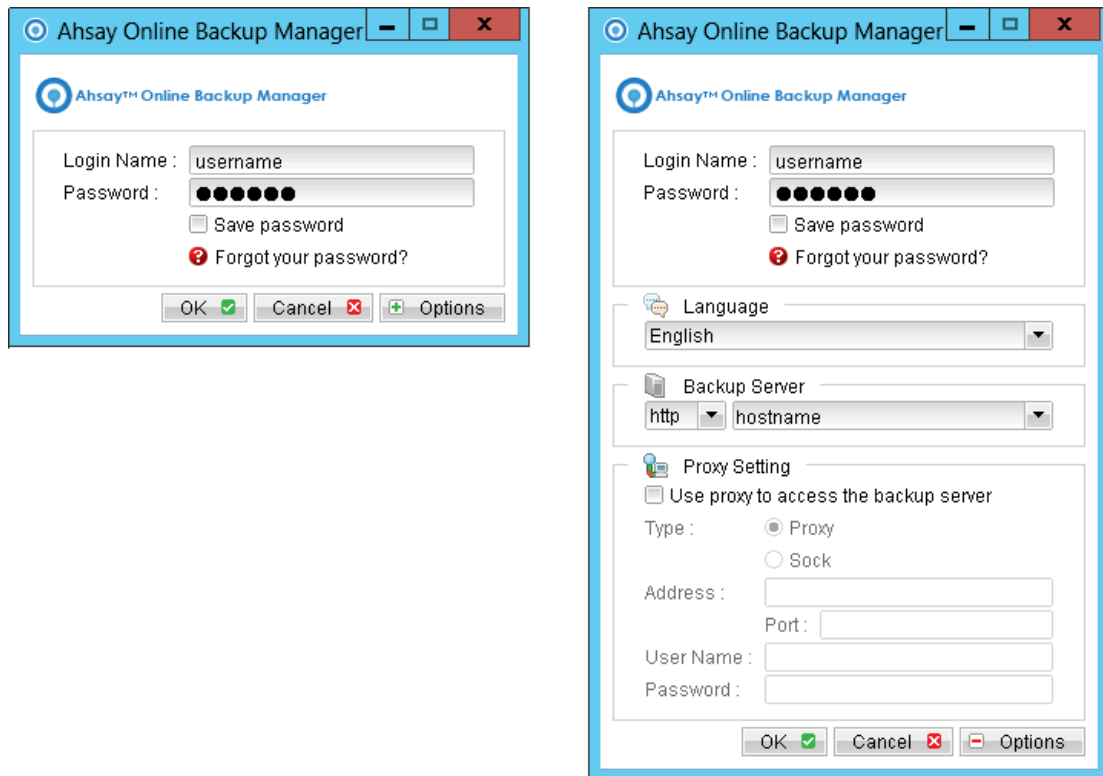 Ahsay Online Backup Manager
Ahsay™ Online Backup Manager
Login Name : username
Password : ●●●●●●
Save password
Forgot your password?
OK Cancel Options
Ahsay Online Backup Manager
Ahsay™ Online Backup Manager
Login Name : username
Password : ●●●●●●
Save password
Forgot your password?
Language
English
Backup Server
http hostname
Proxy Setting
Use proxy to access the backup server
Type : Proxy
Sock
Address :
Port :
User Name :
Password :
OK Cancel Options